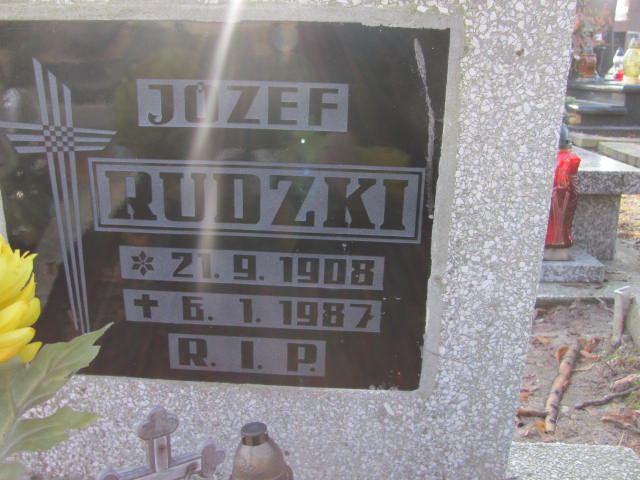 JÓZEF
RUDZKI
21. 9. 1908
6. 1. 1987
R. I. P.